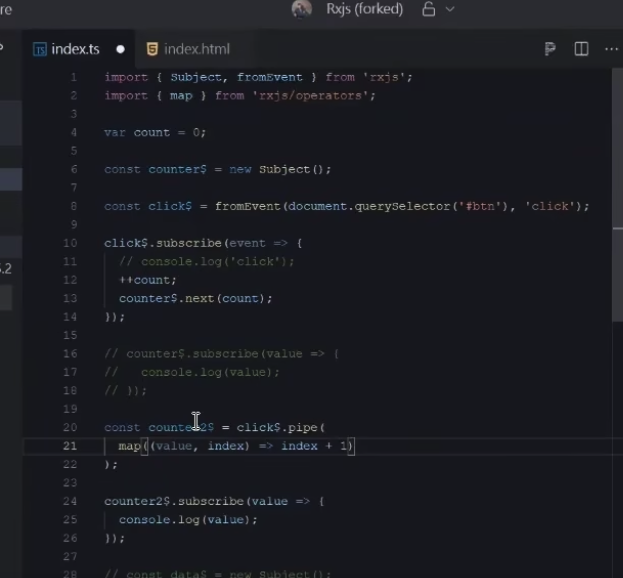 re
Rxjs (forked)
index.ts
index.html
1 import { Subject, fromEvent } from 'rxjs';
2 import { map } from 'rxjs/operators';
3
4 var count = 0;
5
6 const counter$ = new Subject();
7
8 const click$ = fromEvent(document.querySelector('#btn'), 'click');
9
10 click$.subscribe(event => {
11 // console.log('click');
5.2
12 ++count;
13 counter$.next(count);
14 });
15
16 // counter$.subscribe(value => {
17 // console.log(value);
18 // });
19
20 const counter2$ = click$.pipe(
21 map((value, index) => index + 1)
22 );
23
24 counter2$.subscribe(value => {
25 console.log(value);
26 });
27
28 // const data$ = new Subject();